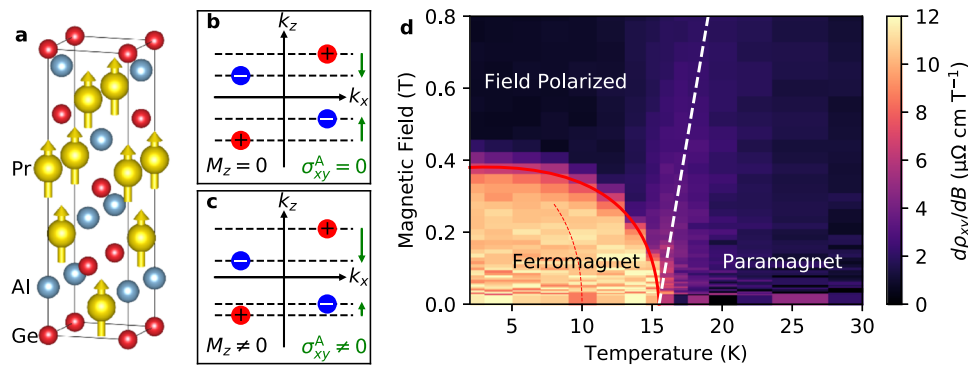 a
Pr
Al
Ge
b
k_z
+
−
k_x
−
+
M_z = 0
σ^A_xy = 0
c
k_z
+
−
k_x
+
−
M_z ≠ 0
σ^A_xy ≠ 0
d
Magnetic Field (T)
0.8
0.6
0.4
0.2
0.0
Field Polarized
Ferromagnet
Paramagnet
5 10 15 20 25 30
Temperature (K)
12
10
8
6
4
2
0
dρ_xy/dB (μΩ cm T⁻¹)